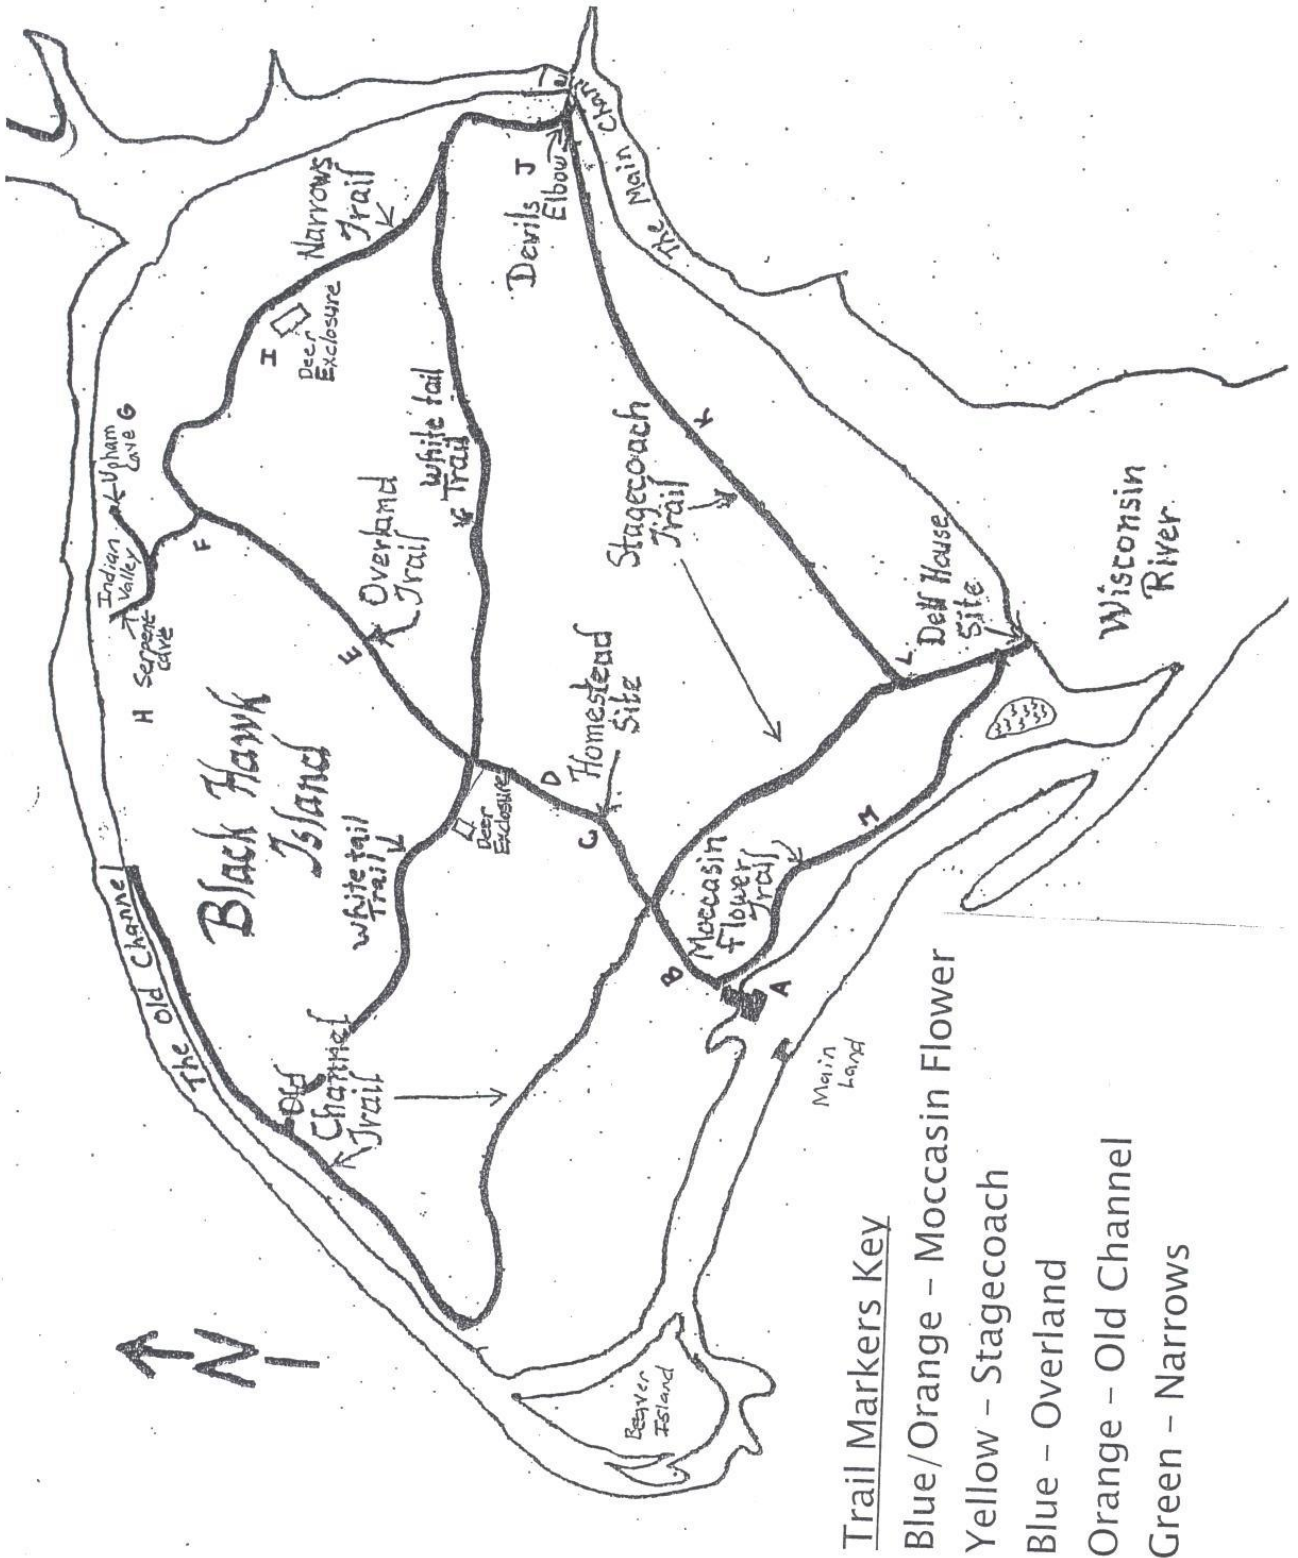 The Old Channel
Black Hawk
Island
H Serpent
cave
Indian
Valley
Upham
Cave G
F
I
Deer
Exclosure
Narrows
Trail
E
Overland
Trail
White tail
Trail
White tail
Trail
Old
Channel
Trail
Deer
Exclosure
D
C
Homestead
Site
Devils J
Elbow
The Main Chan
Stagecoach
Trail
K
L
Dell House
Site
Wisconsin
River
B
Moccasin
Flower
Trail
M
A
Main
Land
Beaver
Island
N
Trail Markers Key
Blue/Orange – Moccasin Flower
Yellow – Stagecoach
Blue – Overland
Orange – Old Channel
Green – Narrows